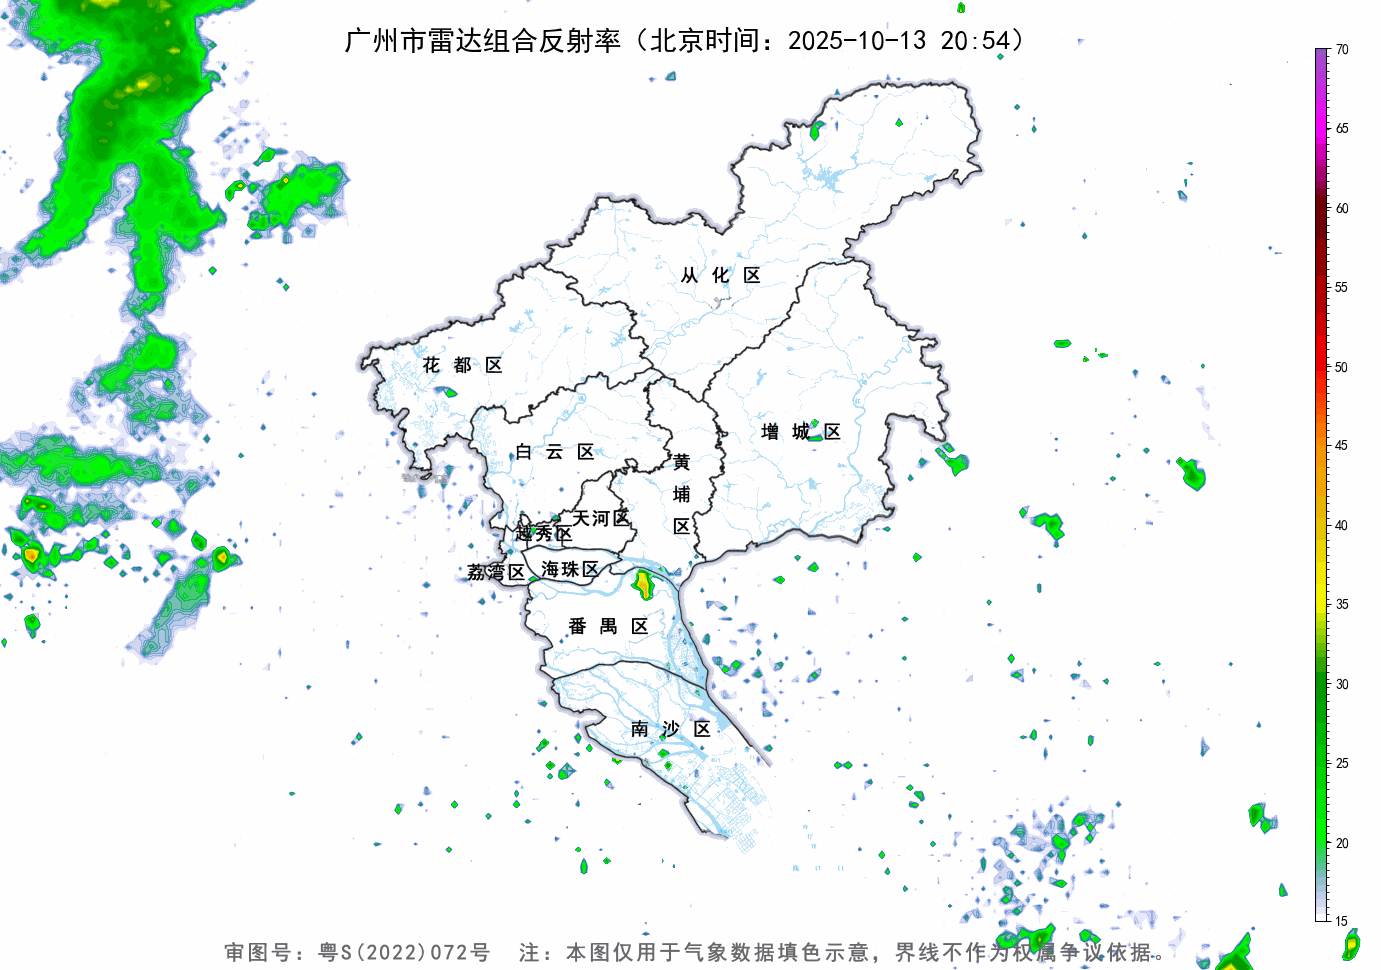 广州市雷达组合反射率（北京时间：2025-10-13 20:54）
70
65
60
55
50
45
40
35
30
25
20
15
从化区
花都区
增城区
白云区
黄埔区
天河区
越秀区
海珠区
荔湾区
番禺区
南沙区
审图号：粤S(2022)072号 注：本图仅用于气象数据填色示意，界线不作为权属争议依据。